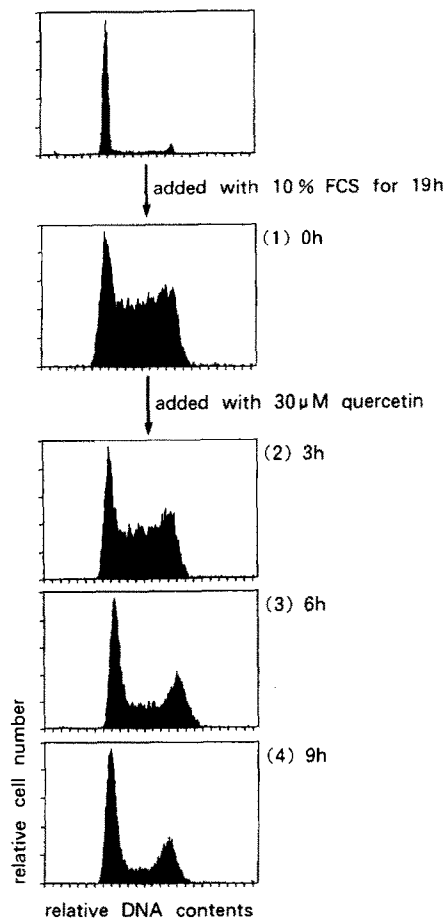 added with 10% FCS for 19h
(1) 0h
added with 30μM quercetin
(2) 3h
(3) 6h
(4) 9h
relative cell number
relative DNA contents